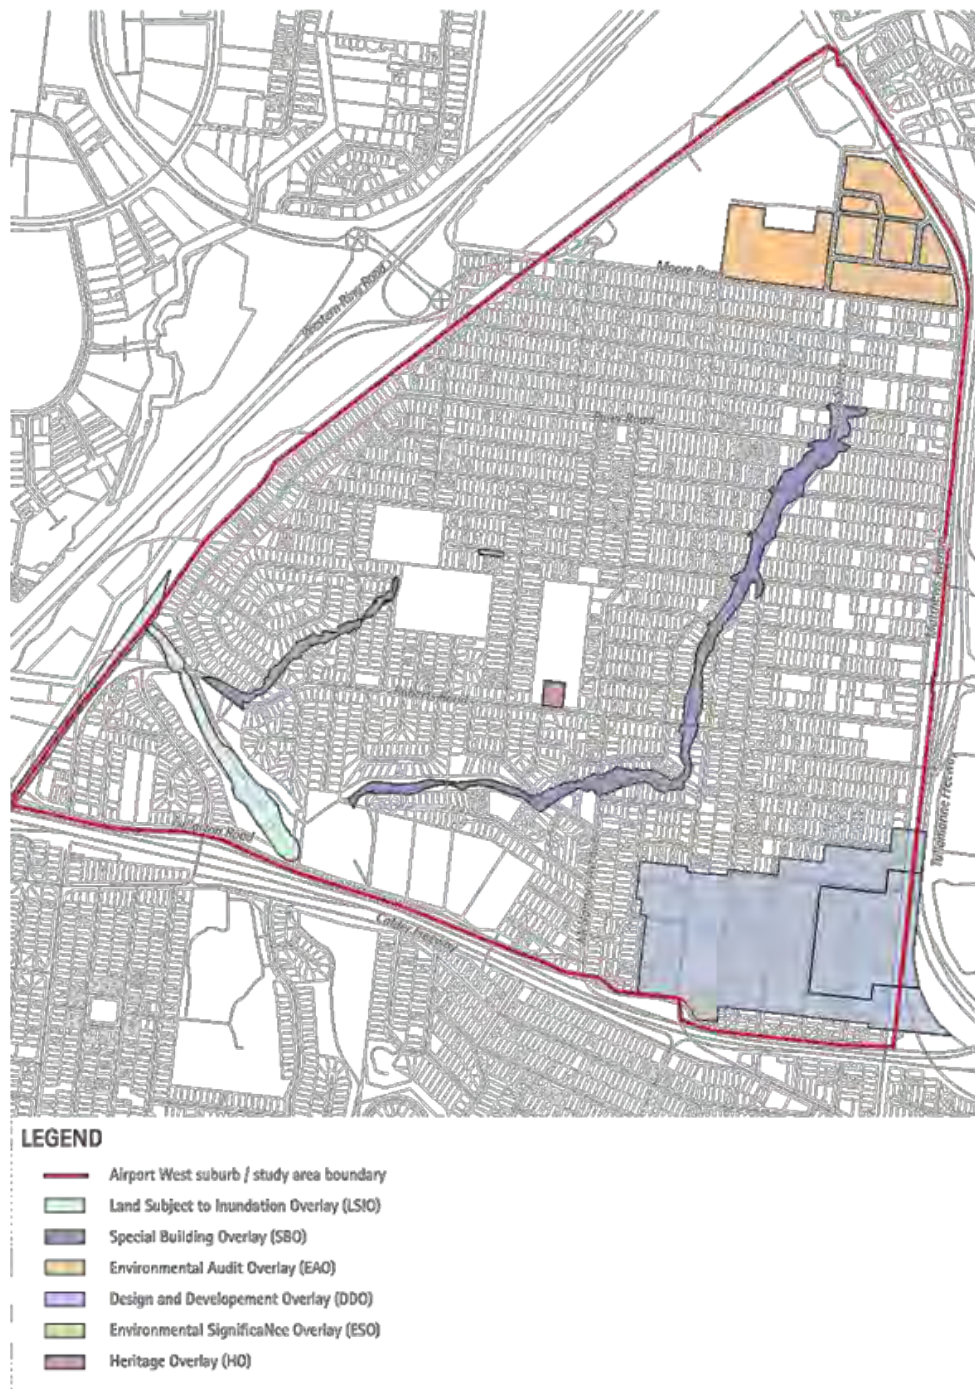 Moore Road
Western Ring Road
Tullamarine Freeway
Calder Freeway
LEGEND
Airport West suburb / study area boundary
Land Subject to Inundation Overlay (LSIO)
Special Building Overlay (SBO)
Environmental Audit Overlay (EAO)
Design and Developement Overlay (DDO)
Environmental SignificaNce Overlay (ESO)
Heritage Overlay (HO)